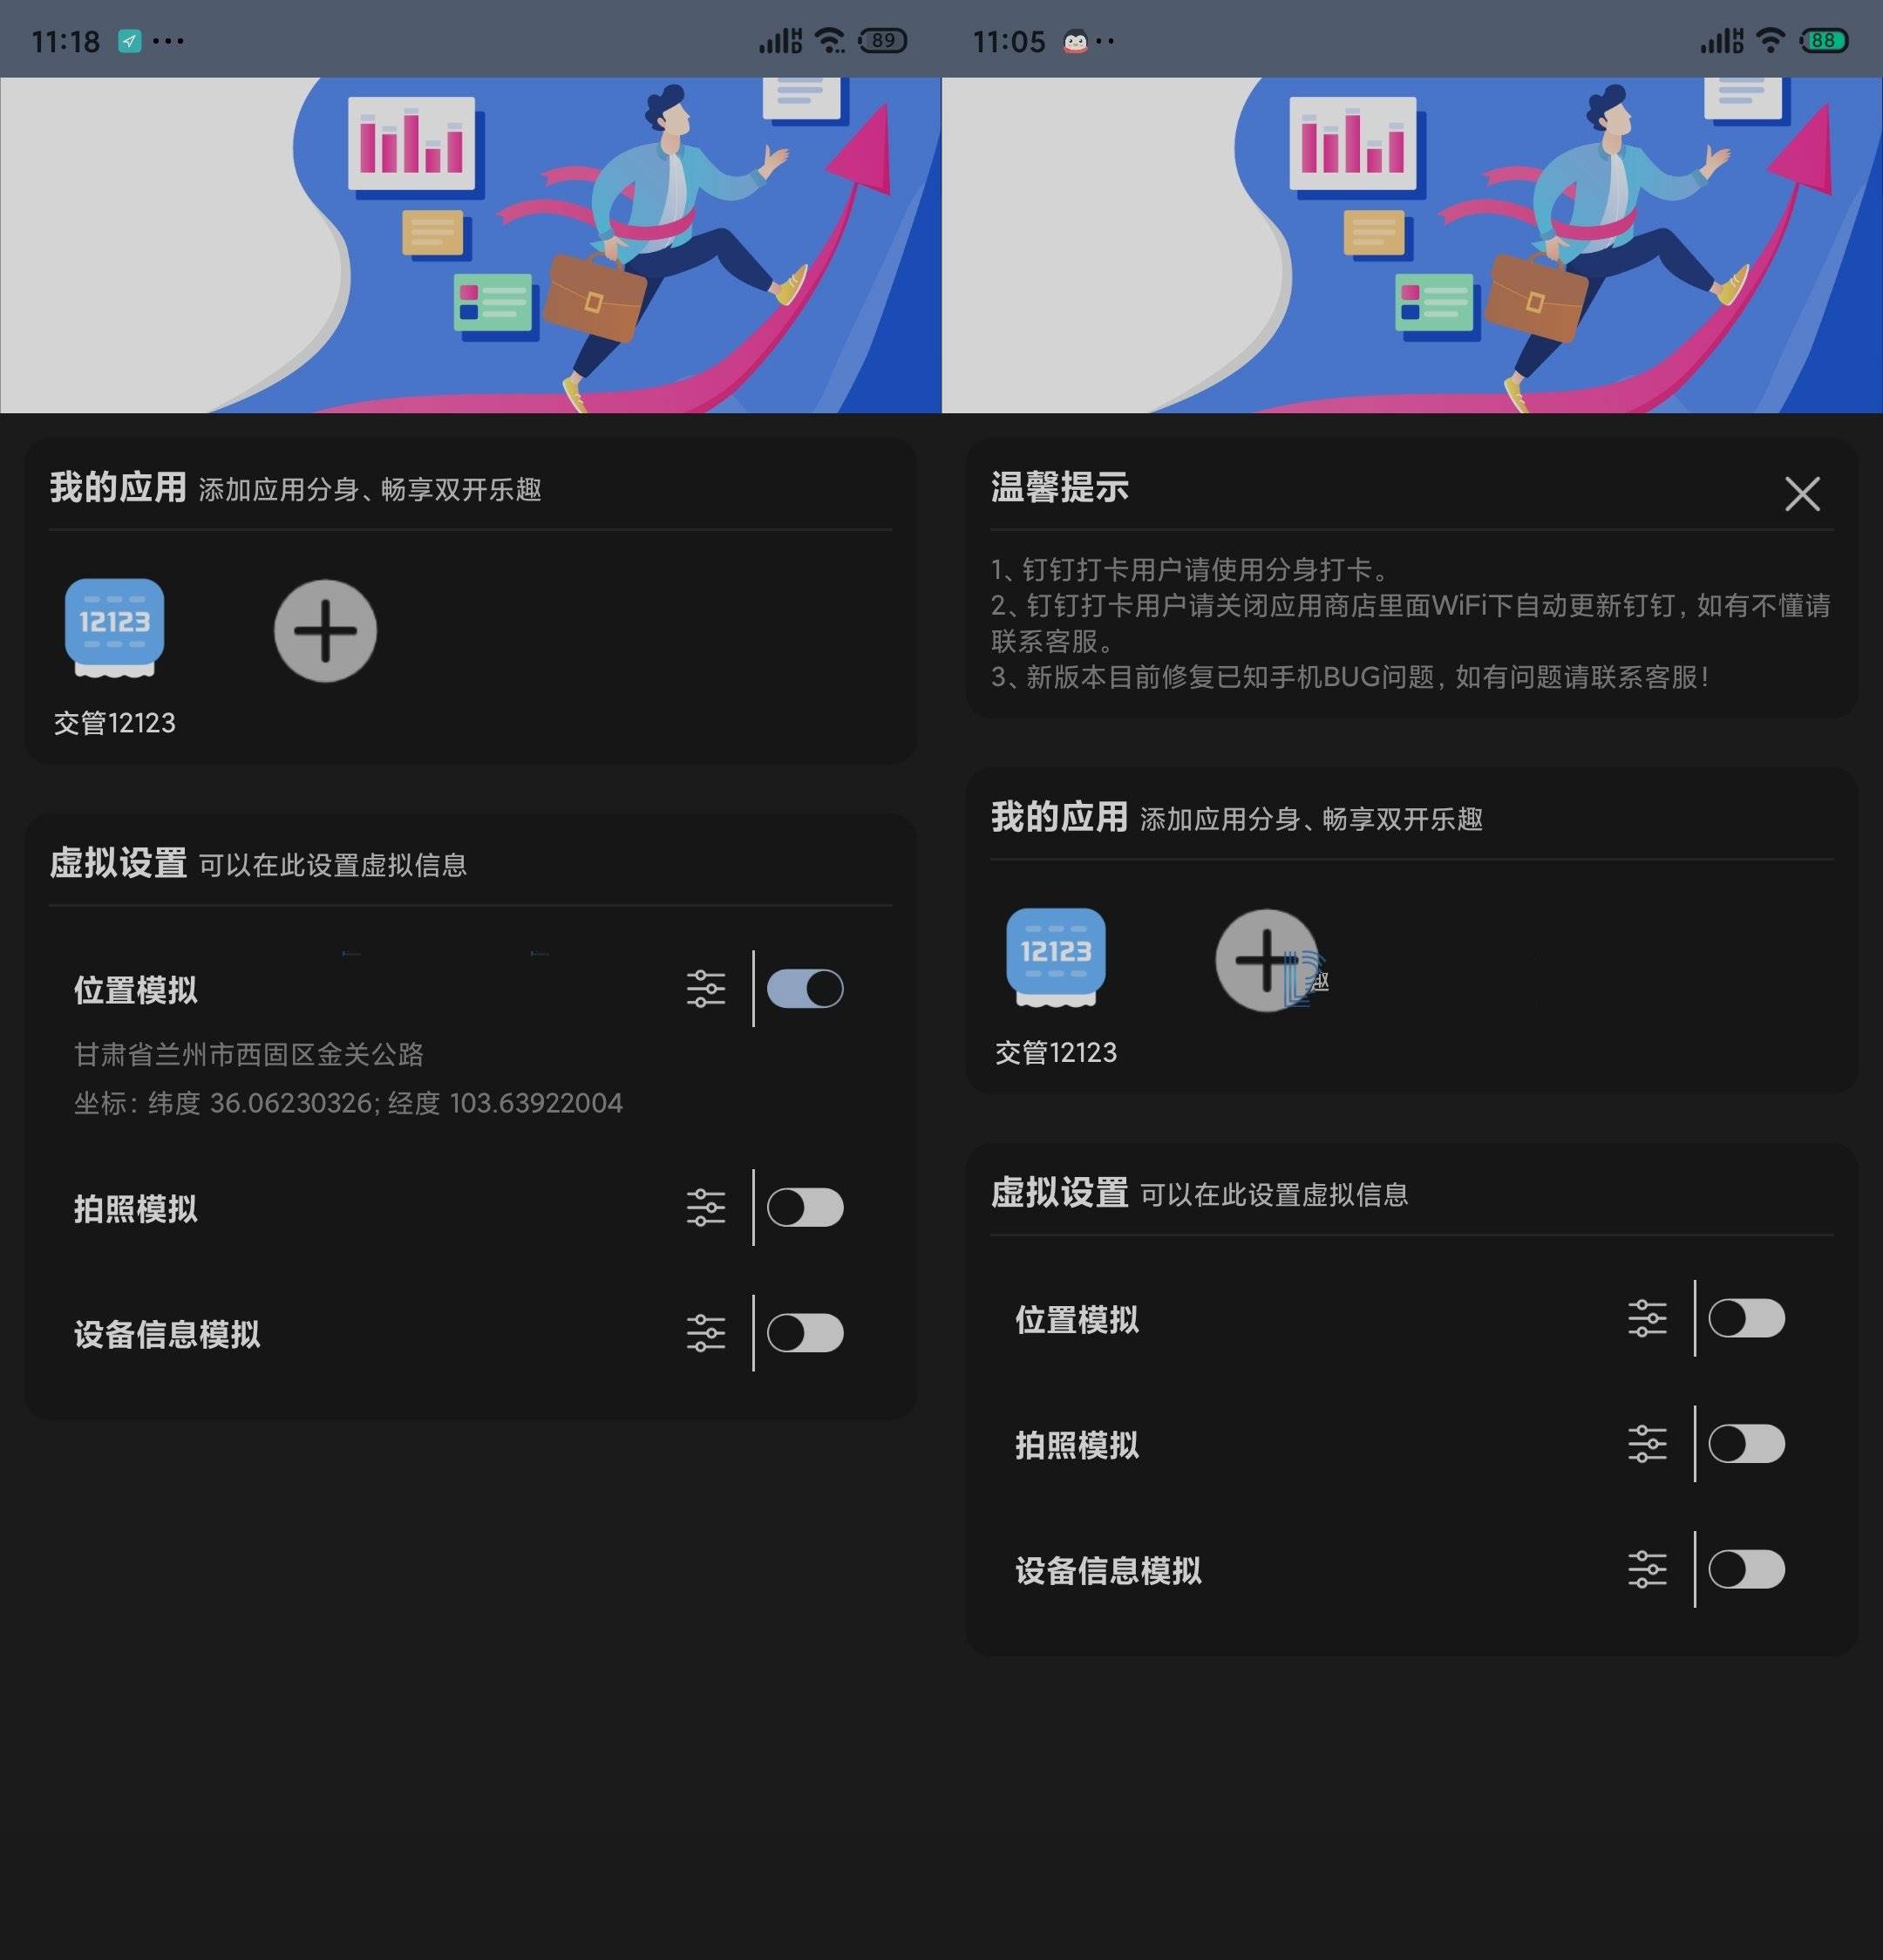 11:18
89
我的应用 添加应用分身、畅享双开乐趣
12123
交管12123
虚拟设置 可以在此设置虚拟信息
位置模拟
甘肃省兰州市西固区金关公路
坐标: 纬度 36.06230326; 经度 103.63922004
拍照模拟
设备信息模拟
11:05
88
温馨提示
1、钉钉打卡用户请使用分身打卡。
2、钉钉打卡用户请关闭应用商店里面WiFi下自动更新钉钉, 如有不懂请
联系客服。
3、新版本目前修复已知手机BUG问题, 如有问题请联系客服!
我的应用 添加应用分身、畅享双开乐趣
12123
交管12123
虚拟设置 可以在此设置虚拟信息
位置模拟
拍照模拟
设备信息模拟